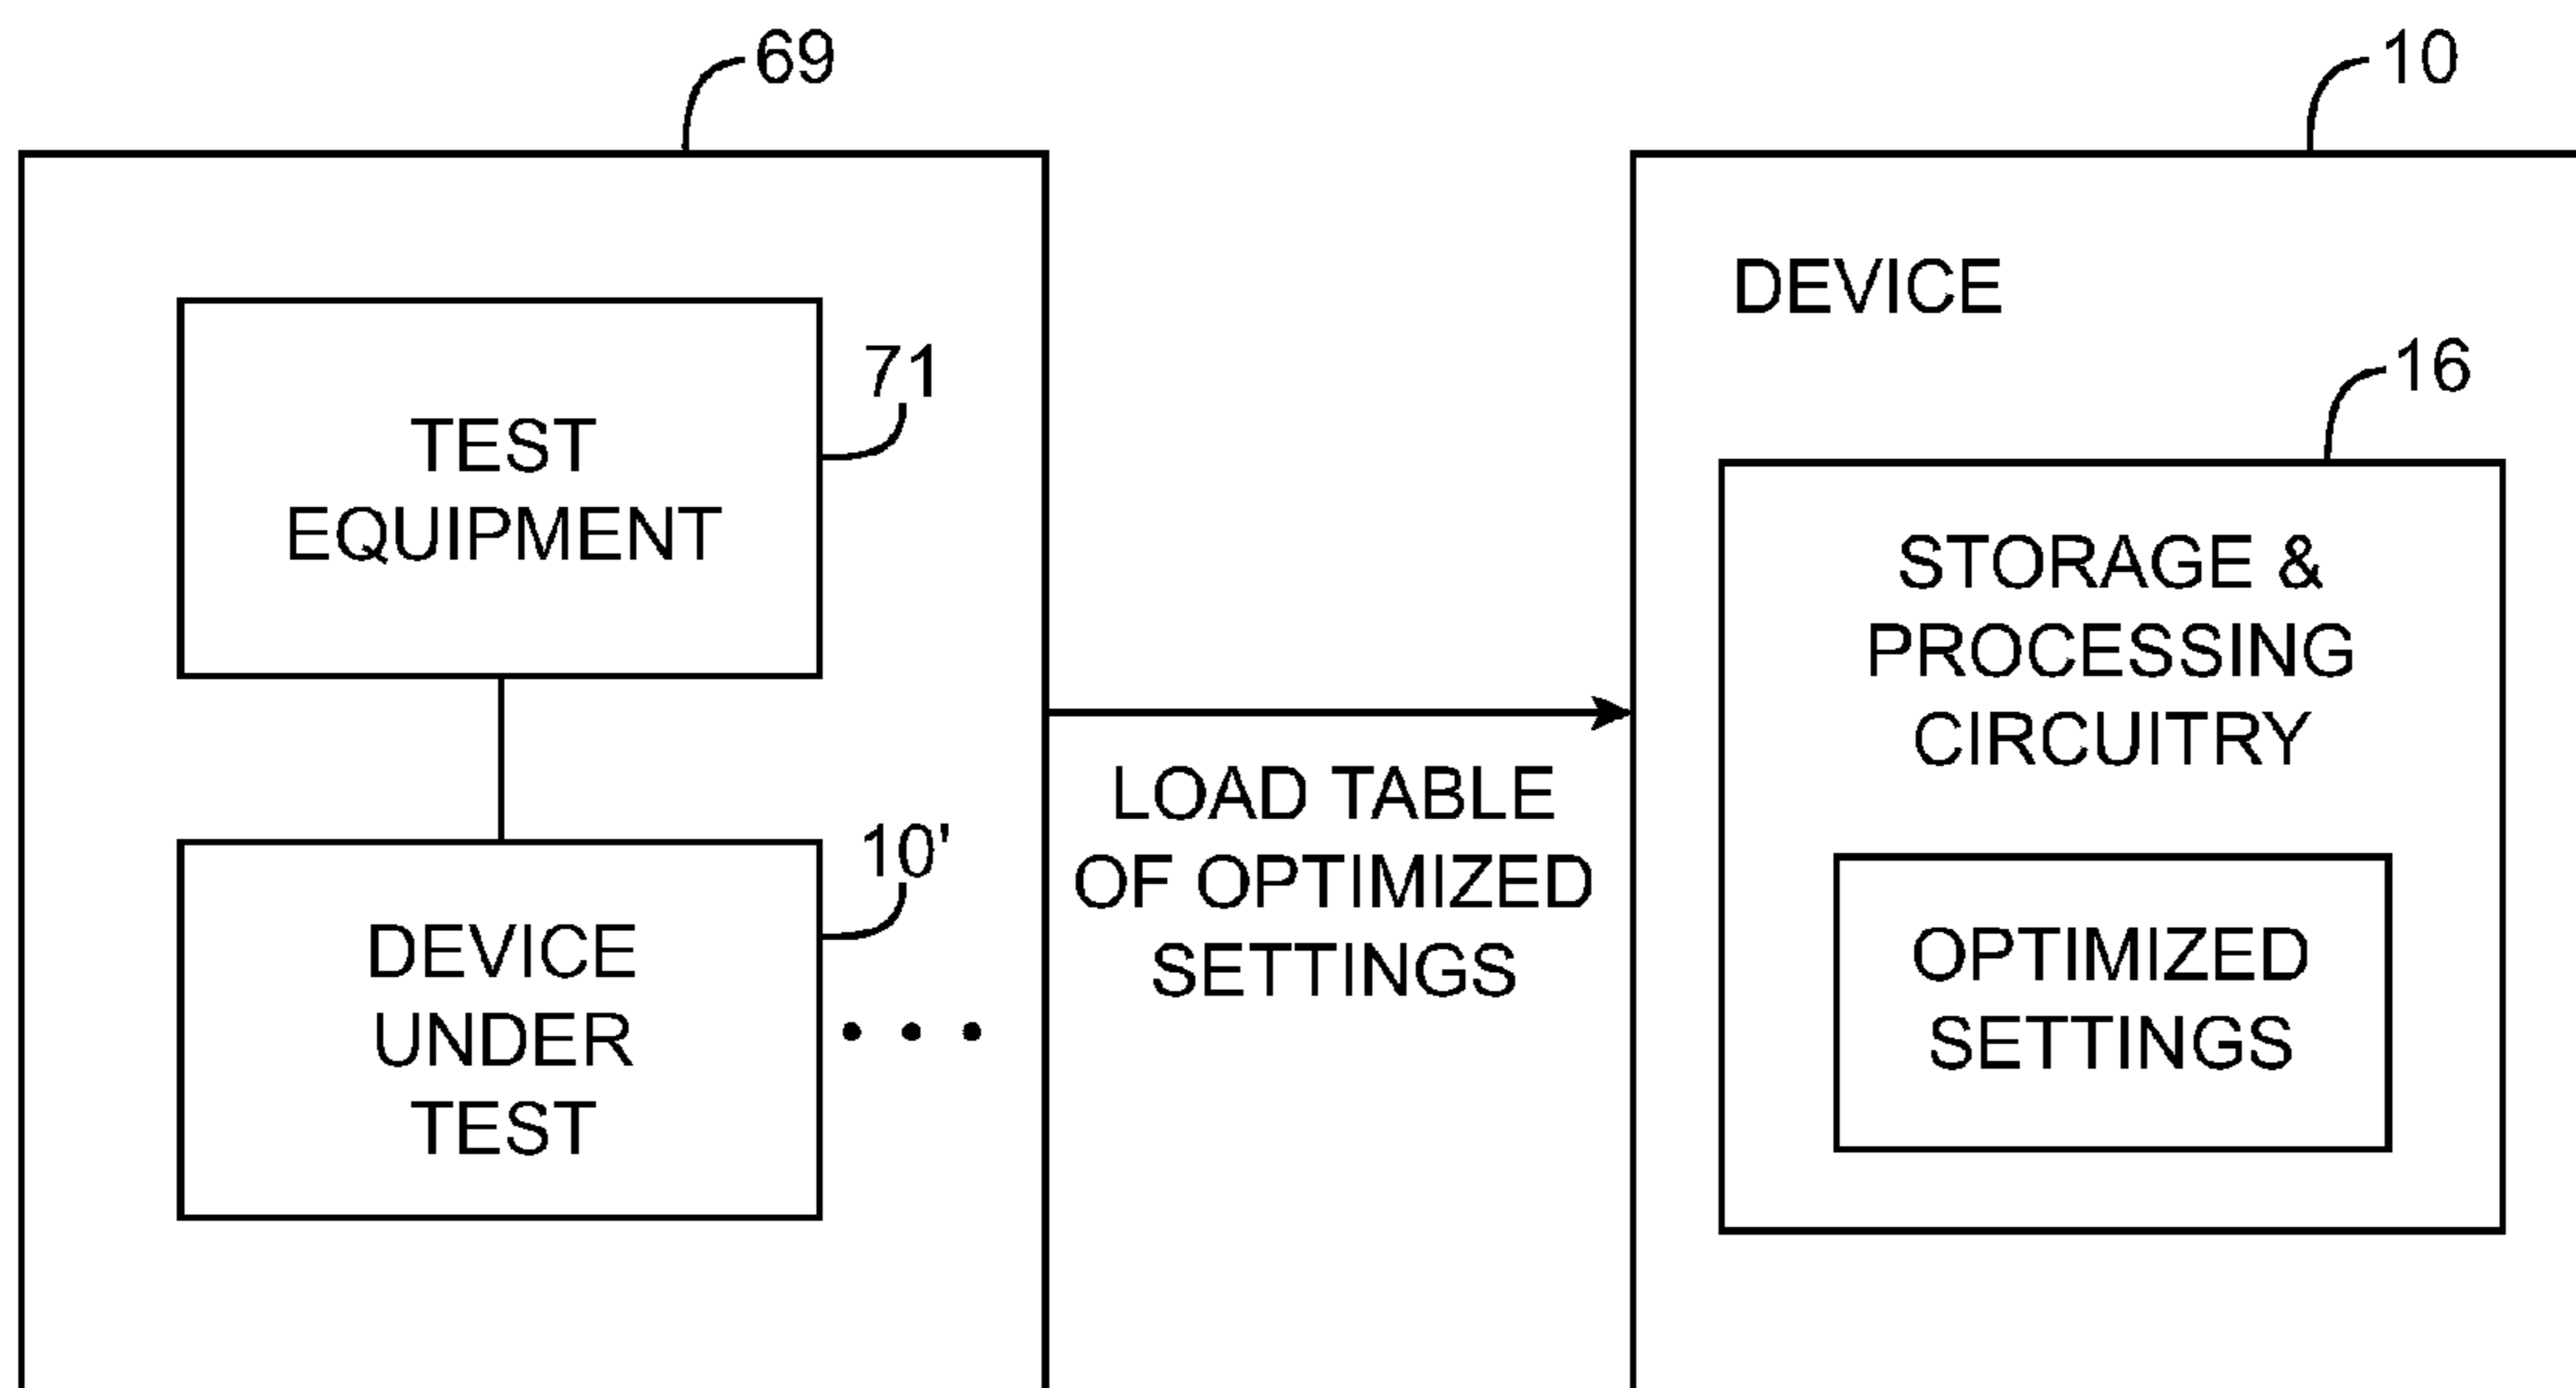 69
10
DEVICE
71
TEST
EQUIPMENT
16
STORAGE &
PROCESSING
CIRCUITRY
LOAD TABLE
OF OPTIMIZED
SETTINGS
10'
DEVICE
UNDER
TEST
OPTIMIZED
SETTINGS